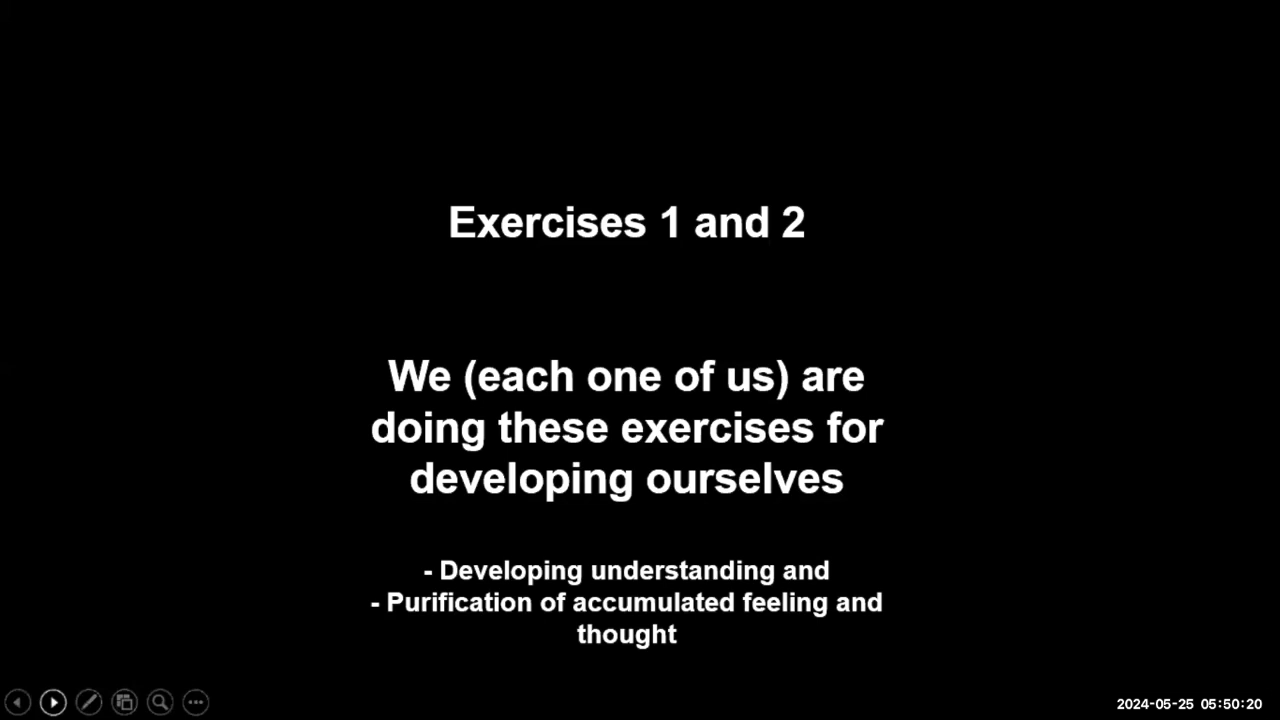 Exercises 1 and 2
We (each one of us) are
doing these exercises for
developing ourselves
- Developing understanding and
- Purification of accumulated feeling and
thought
2024-05-25 05:50:20